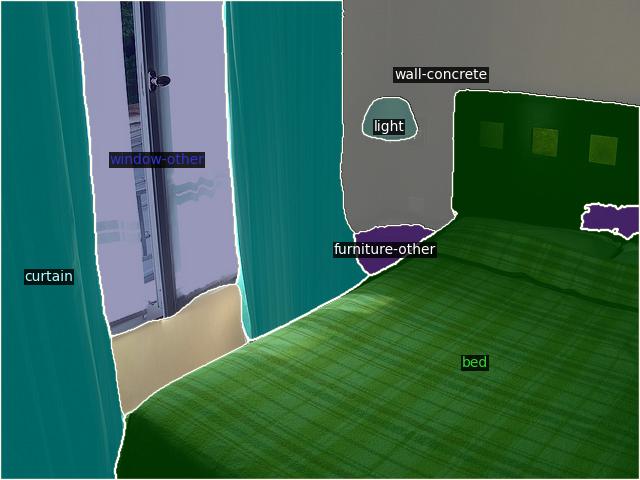 wall-concrete
light
window-other
furniture-other
curtain
bed